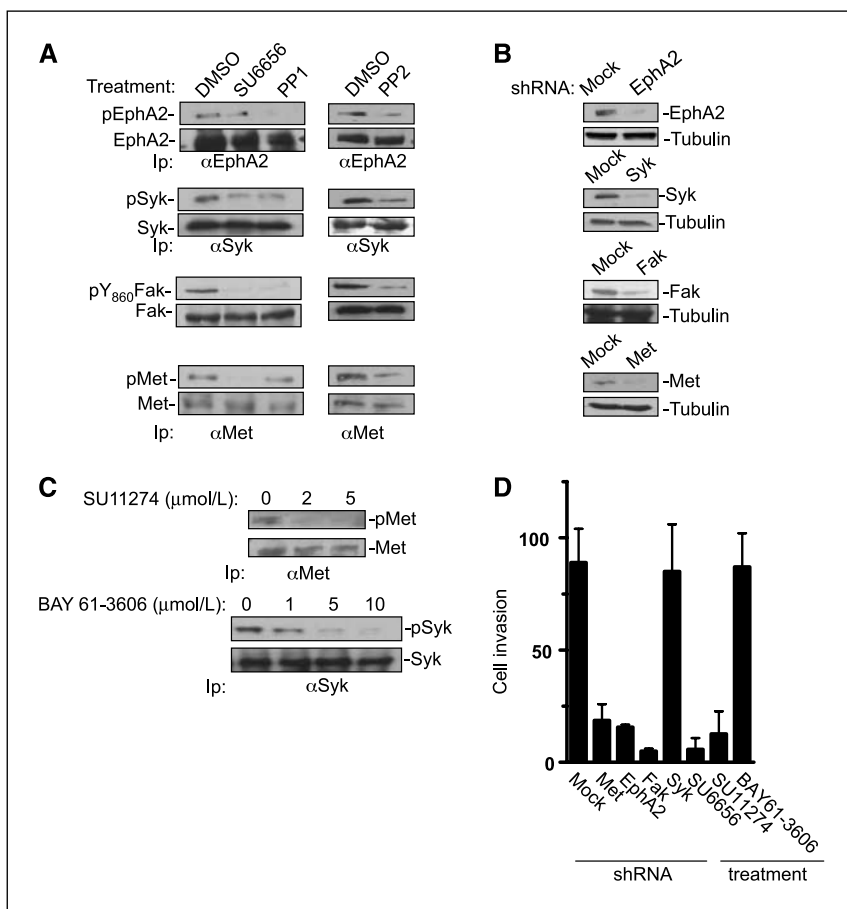 A
Treatment: DMSO SU6656 PP1 DMSO PP2
pEphA2-
EphA2-
Ip: αEphA2 αEphA2
pSyk-
Syk-
Ip: αSyk αSyk
pY860Fak-
Fak-
pMet-
Met-
Ip: αMet αMet
B
shRNA: Mock EphA2
-EphA2
-Tubulin
Mock Syk
-Syk
-Tubulin
Mock Fak
-Fak
-Tubulin
Mock Met
-Met
-Tubulin
C
SU11274 (μmol/L): 0 2 5
-pMet
-Met
Ip: αMet
BAY 61-3606 (μmol/L): 0 1 5 10
-pSyk
-Syk
Ip: αSyk
D
Cell invasion
100
50
0
Mock Met EphA2 Fak Syk SU6656 SU11274 BAY61-3606
shRNA treatment